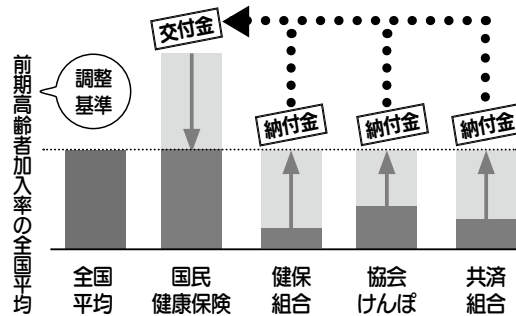 前期高齢者加入率の全国平均
調整
基準
交付金
納付金
納付金
納付金
全国
平均
国民
健康保険
健保
組合
協会
けんぽ
共済
組合